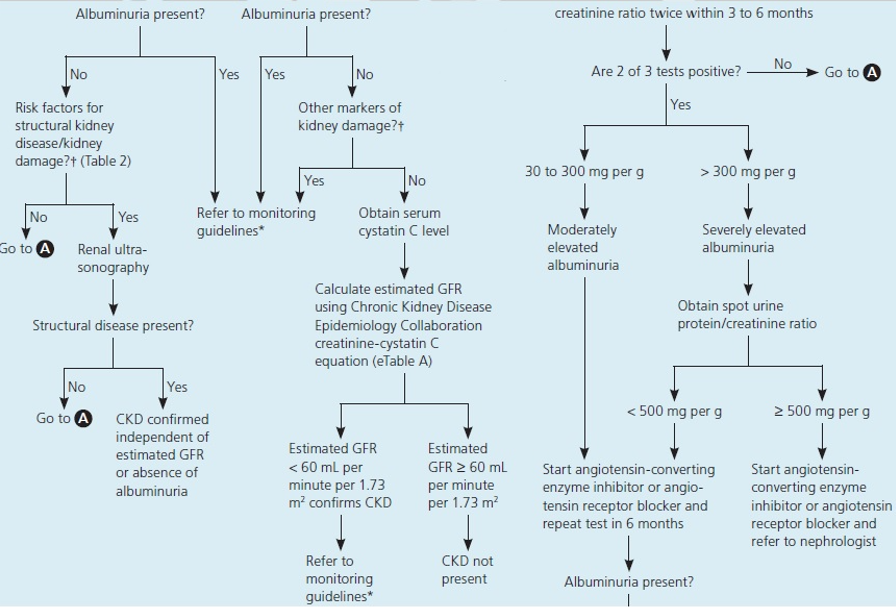 Albuminuria present?
Albuminuria present?
creatinine ratio twice within 3 to 6 months
No
Yes
Yes
No
Are 2 of 3 tests positive?
No
Go to A
Yes
Risk factors for
structural kidney
disease/kidney
damage?† (Table 2)
Other markers of
kidney damage?†
30 to 300 mg per g
> 300 mg per g
Yes
No
No
Yes
Refer to monitoring
guidelines*
Obtain serum
cystatin C level
Go to A
Renal ultra-
sonography
Moderately
elevated
albuminuria
Severely elevated
albuminuria
Calculate estimated GFR
using Chronic Kidney Disease
Epidemiology Collaboration
creatinine-cystatin C
equation (eTable A)
Obtain spot urine
protein/creatinine ratio
Structural disease present?
No
Yes
Go to A
CKD confirmed
independent of
estimated GFR
or absence of
albuminuria
< 500 mg per g
≥ 500 mg per g
Estimated GFR
< 60 mL per
minute per 1.73
m² confirms CKD
Estimated
GFR ≥ 60 mL
per minute
per 1.73 m²
Start angiotensin-converting
enzyme inhibitor or angio-
tensin receptor blocker and
repeat test in 6 months
Start angiotensin-
converting enzyme
inhibitor or angiotensin
receptor blocker and
refer to nephrologist
Refer to
monitoring
guidelines*
CKD not
present
Albuminuria present?